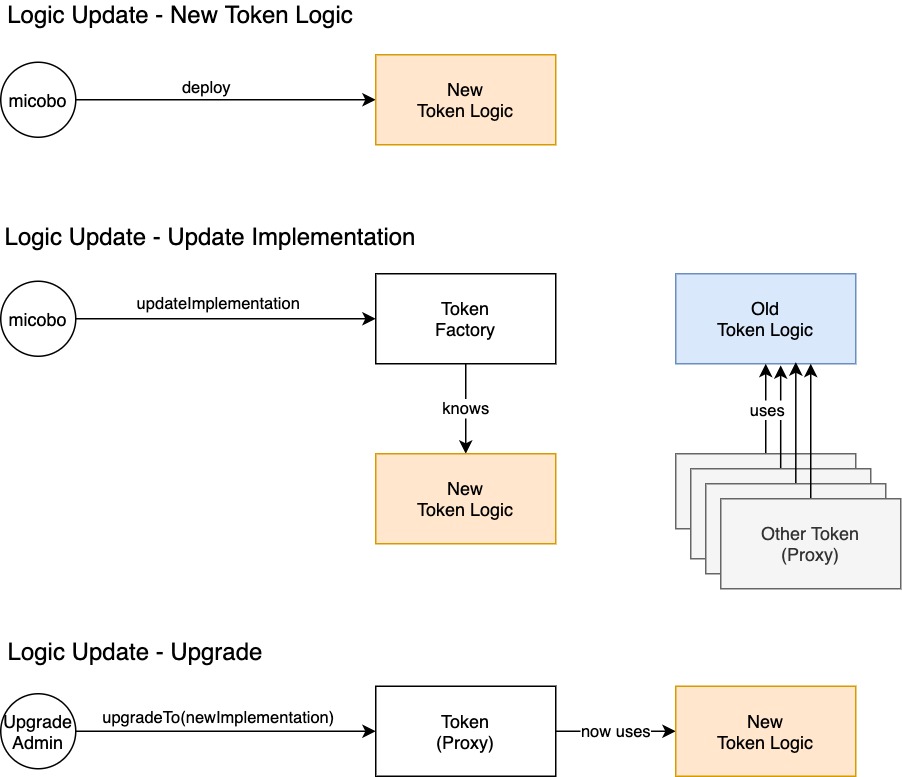 Logic Update - New Token Logic
micobo
deploy
New
Token Logic
Logic Update - Update Implementation
micobo
updateImplementation
Token
Factory
Old
Token Logic
knows
uses
New
Token Logic
Other Token
(Proxy)
Logic Update - Upgrade
Upgrade
Admin
upgradeTo(newImplementation)
Token
(Proxy)
now uses
New
Token Logic